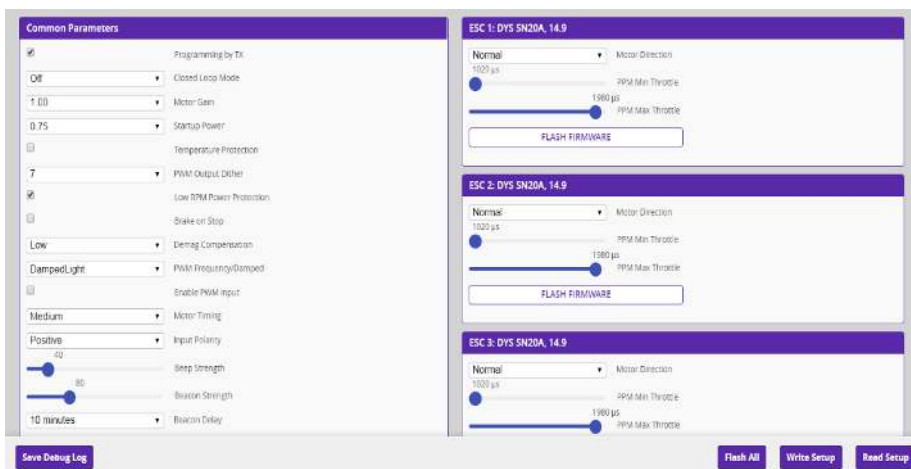 Common Parameters
Programming by TX
Off Closed Loop Mode
1.00 Motor Gain
0.75 Startup Power
Temperature Protection
7 PWM Output Dither
Low RPM Power Protection
Brake on Stop
Low Demag Compensation
DampedLight PWM Frequency/Damped
Enable PWM Input
Medium Motor Timing
Positive Input Polarity
40
Beep Strength
80
Beacon Strength
10 minutes Beacon Delay
ESC 1: DYS SN20A, 14.9
Normal Motor Direction
1020 µs
PPM Min Throttle
1980 µs
PPM Max Throttle
FLASH FIRMWARE
ESC 2: DYS SN20A, 14.9
Normal Motor Direction
1020 µs
PPM Min Throttle
1980 µs
PPM Max Throttle
FLASH FIRMWARE
ESC 3: DYS SN20A, 14.9
Normal Motor Direction
1020 µs
PPM Min Throttle
1980 µs
PPM Max Throttle
Save Debug Log
Flash All Write Setup Read Setup